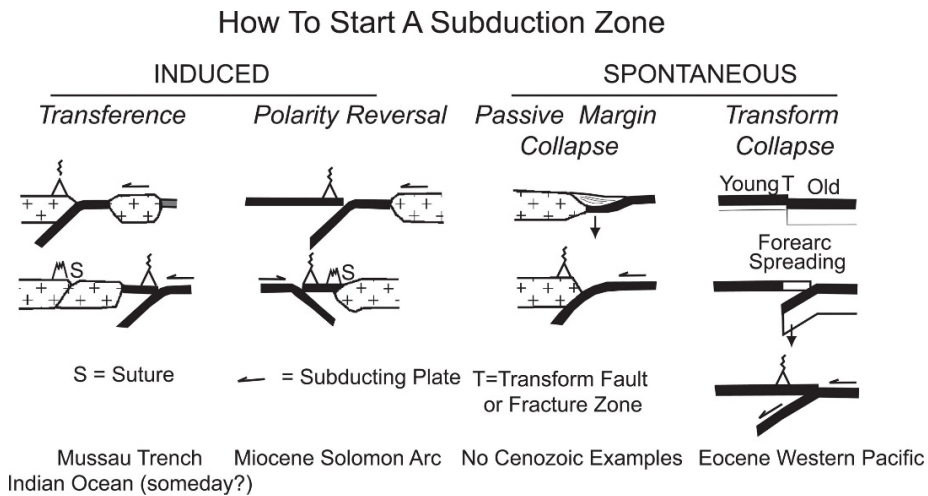 How To Start A Subduction Zone
INDUCED
SPONTANEOUS
Transference
Polarity Reversal
Passive Margin
Collapse
Transform
Collapse
Young T Old
Forearc
Spreading
S
S
S = Suture
= Subducting Plate
T=Transform Fault
or Fracture Zone
Mussau Trench
Indian Ocean (someday?)
Miocene Solomon Arc
No Cenozoic Examples
Eocene Western Pacific